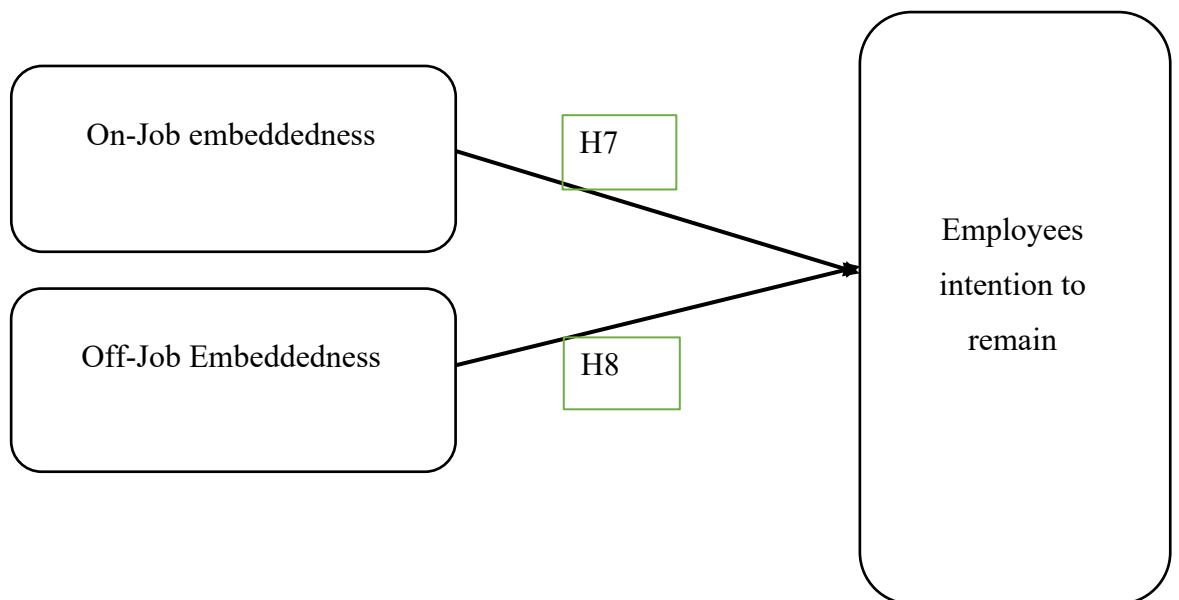 On-Job embeddedness
H7
Off-Job Embeddedness
H8
Employees
intention to
remain